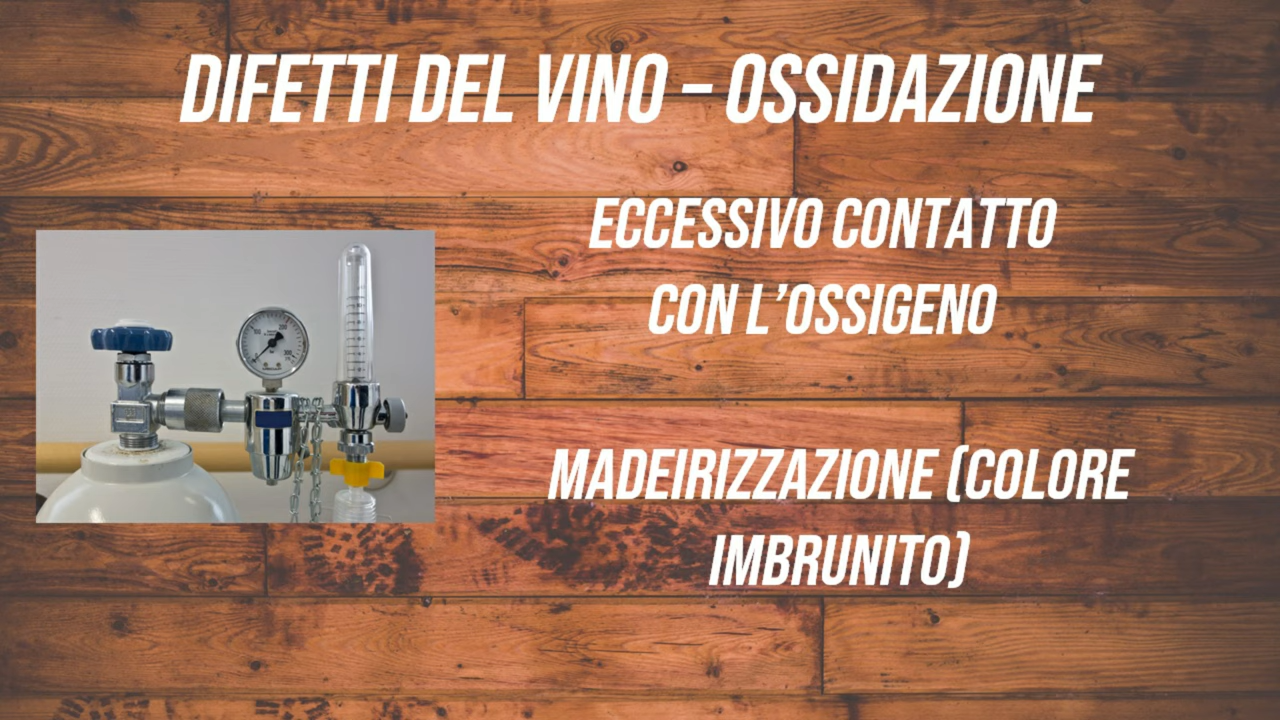 DIFETTI DEL VINO – OSSIDAZIONE
ECCESSIVO CONTATTO
CON L'OSSIGENO
MADEIRIZZAZIONE (COLORE
IMBRUNITO)